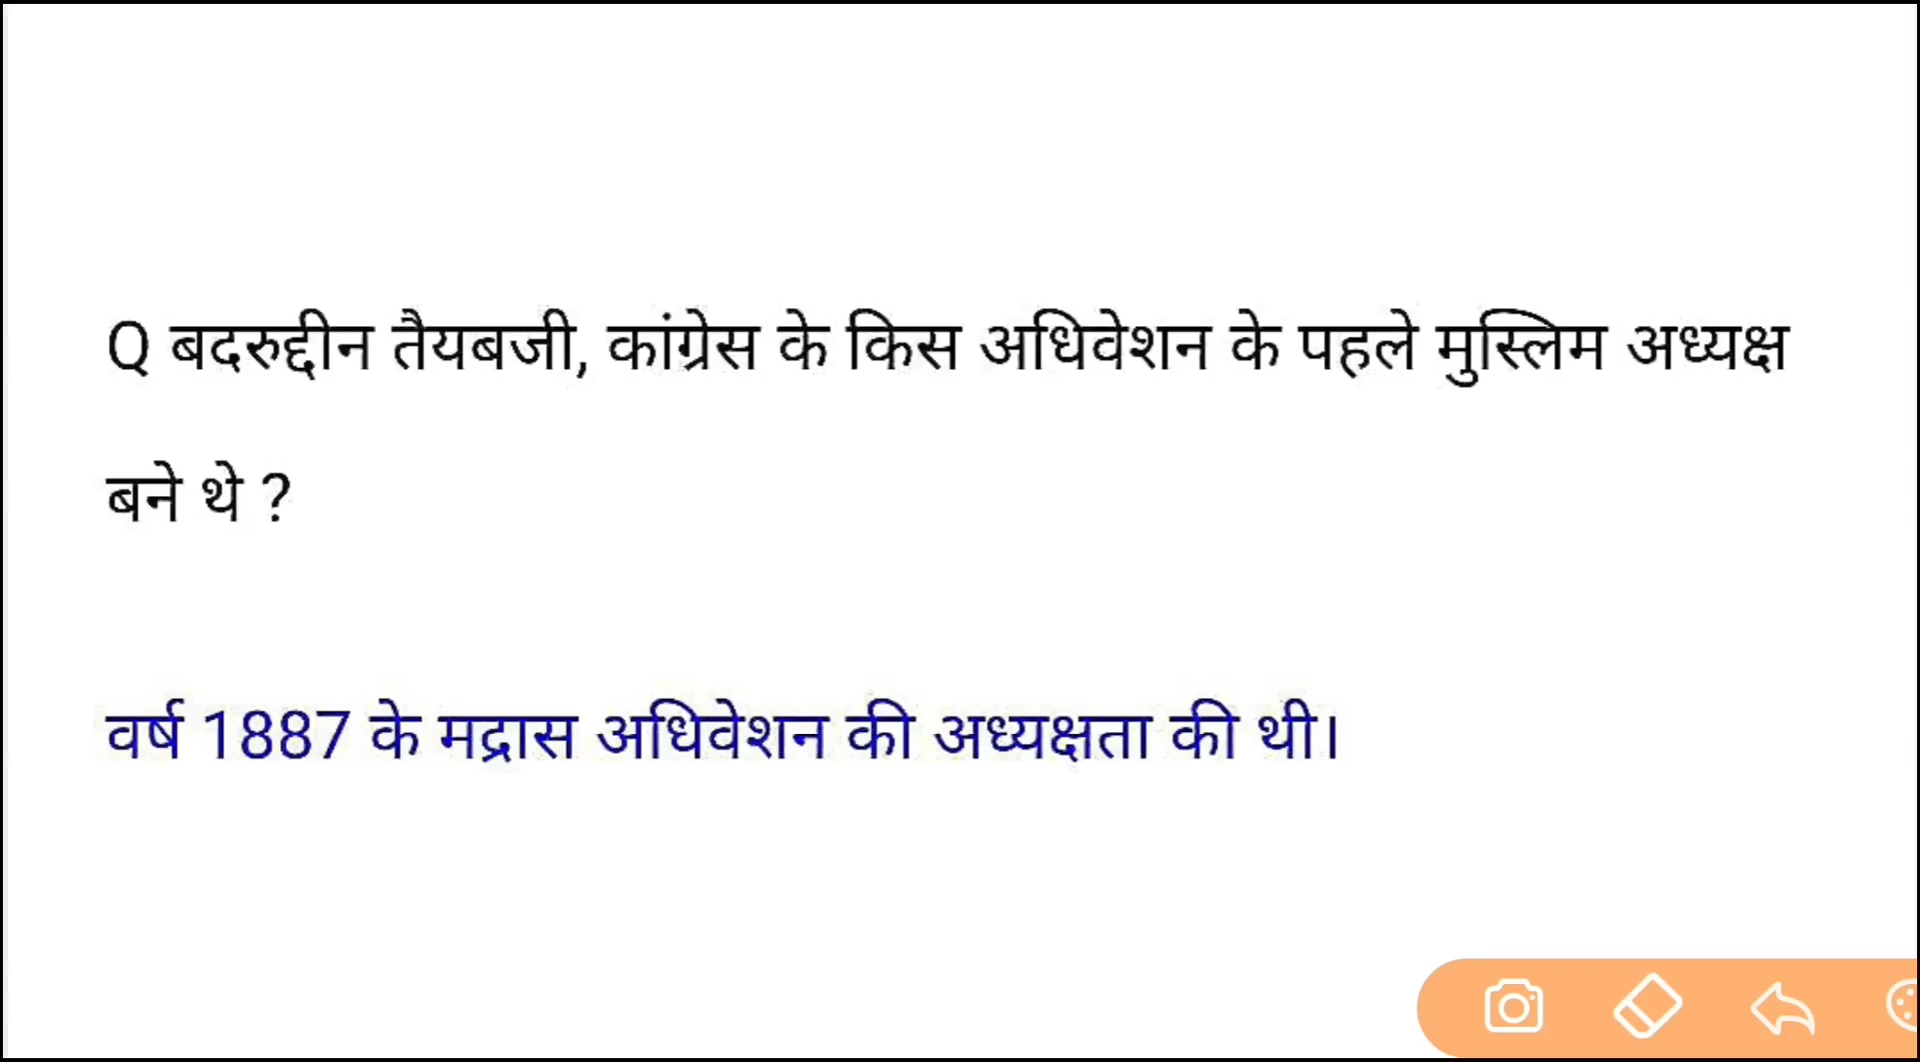 Q बदरुद्दीन तैयबजी, कांग्रेस के किस अधिवेशन के पहले मुस्लिम अध्यक्ष
बने थे ?
वर्ष 1887 के मद्रास अधिवेशन की अध्यक्षता की थी।